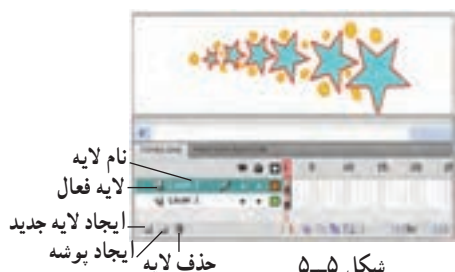 نام لایه
لایه فعال
ایجاد لایه جدید
ایجاد پوشه
حذف لایه
شکل ۵ــ۵